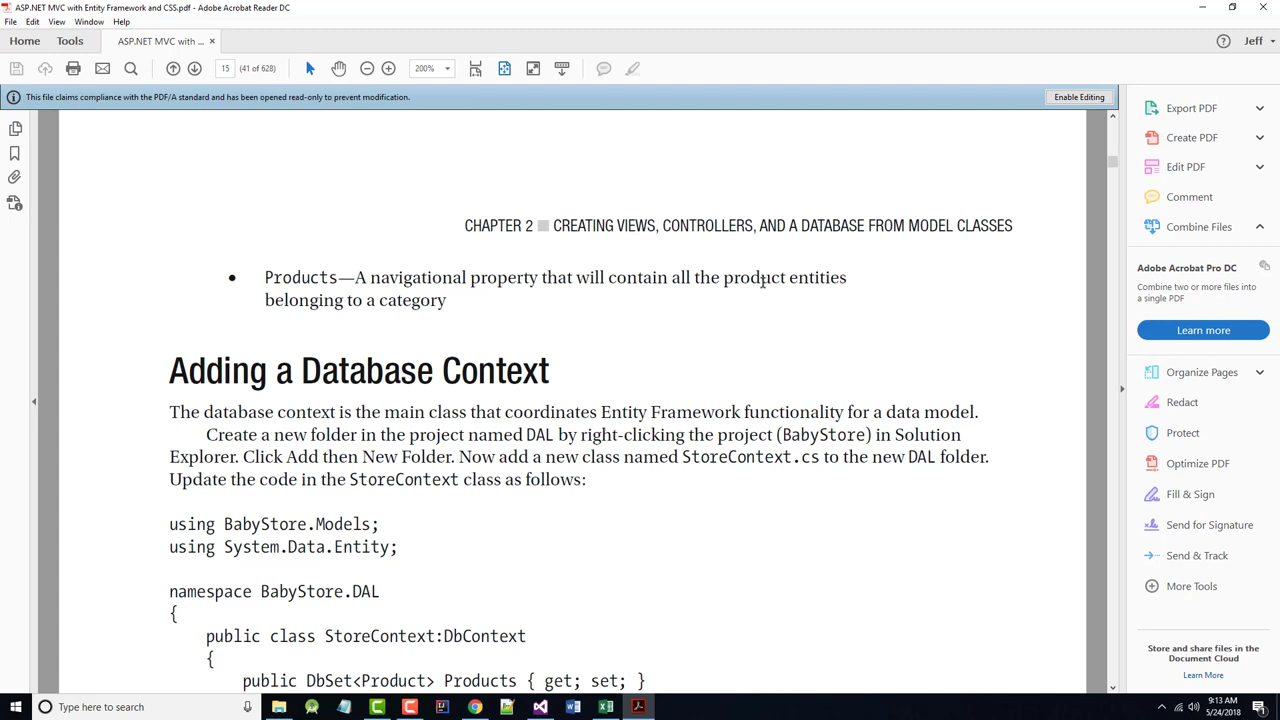 ASP.NET MVC with Entity Framework and CSS.pdf - Adobe Acrobat Reader DC
File Edit View Window Help
Home Tools ASP.NET MVC with ... × Jeff
15 (41 of 628) 200%
This file claims compliance with the PDF/A standard and has been opened read-only to prevent modification. Enable Editing
CHAPTER 2 ■ CREATING VIEWS, CONTROLLERS, AND A DATABASE FROM MODEL CLASSES
• Products—A navigational property that will contain all the product entities
belonging to a category
Adding a Database Context
The database context is the main class that coordinates Entity Framework functionality for a data model.
Create a new folder in the project named DAL by right-clicking the project (BabyStore) in Solution
Explorer. Click Add then New Folder. Now add a new class named StoreContext.cs to the new DAL folder.
Update the code in the StoreContext class as follows:
using BabyStore.Models;
using System.Data.Entity;
namespace BabyStore.DAL
{
public class StoreContext:DbContext
{
public DbSet<Product> Products { get; set; }
Export PDF
Create PDF
Edit PDF
Comment
Combine Files
Adobe Acrobat Pro DC
Combine two or more files into
a single PDF
Learn more
Organize Pages
Redact
Protect
Optimize PDF
Fill & Sign
Send for Signature
Send & Track
More Tools
Store and share files in the
Document Cloud
Learn More
Type here to search
9:13 AM
5/24/2018